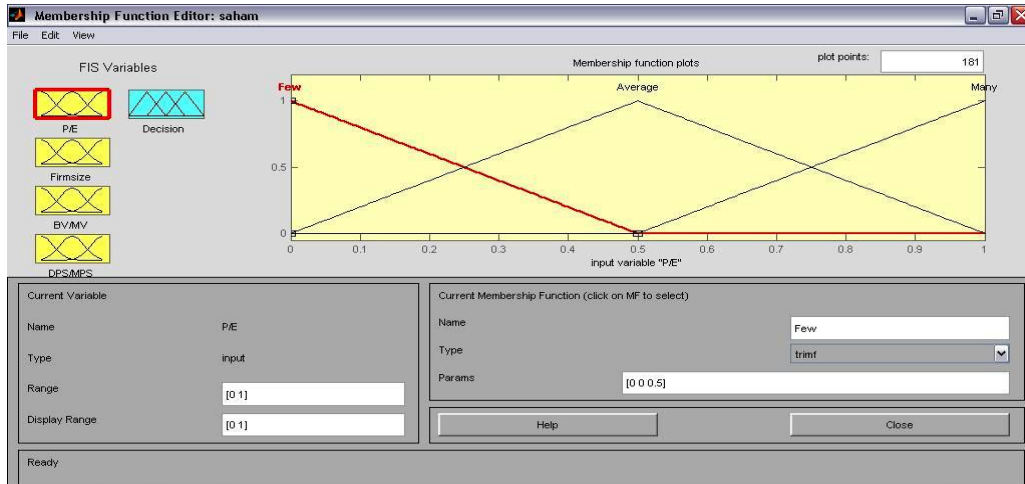 Membership Function Editor: saham
File Edit View
FIS Variables
P/E
Decision
Firmsize
BV/MV
DPS/MPS
Membership function plots
plot points:
181
Few
Average
Many
1
0.5
0
0 0.1 0.2 0.3 0.4 0.5 0.6 0.7 0.8 0.9 1
input variable "P/E"
Current Variable
Name P/E
Type input
Range [0 1]
Display Range [0 1]
Current Membership Function (click on MF to select)
Name Few
Type trimf
Params [0 0 0.5]
Help
Close
Ready